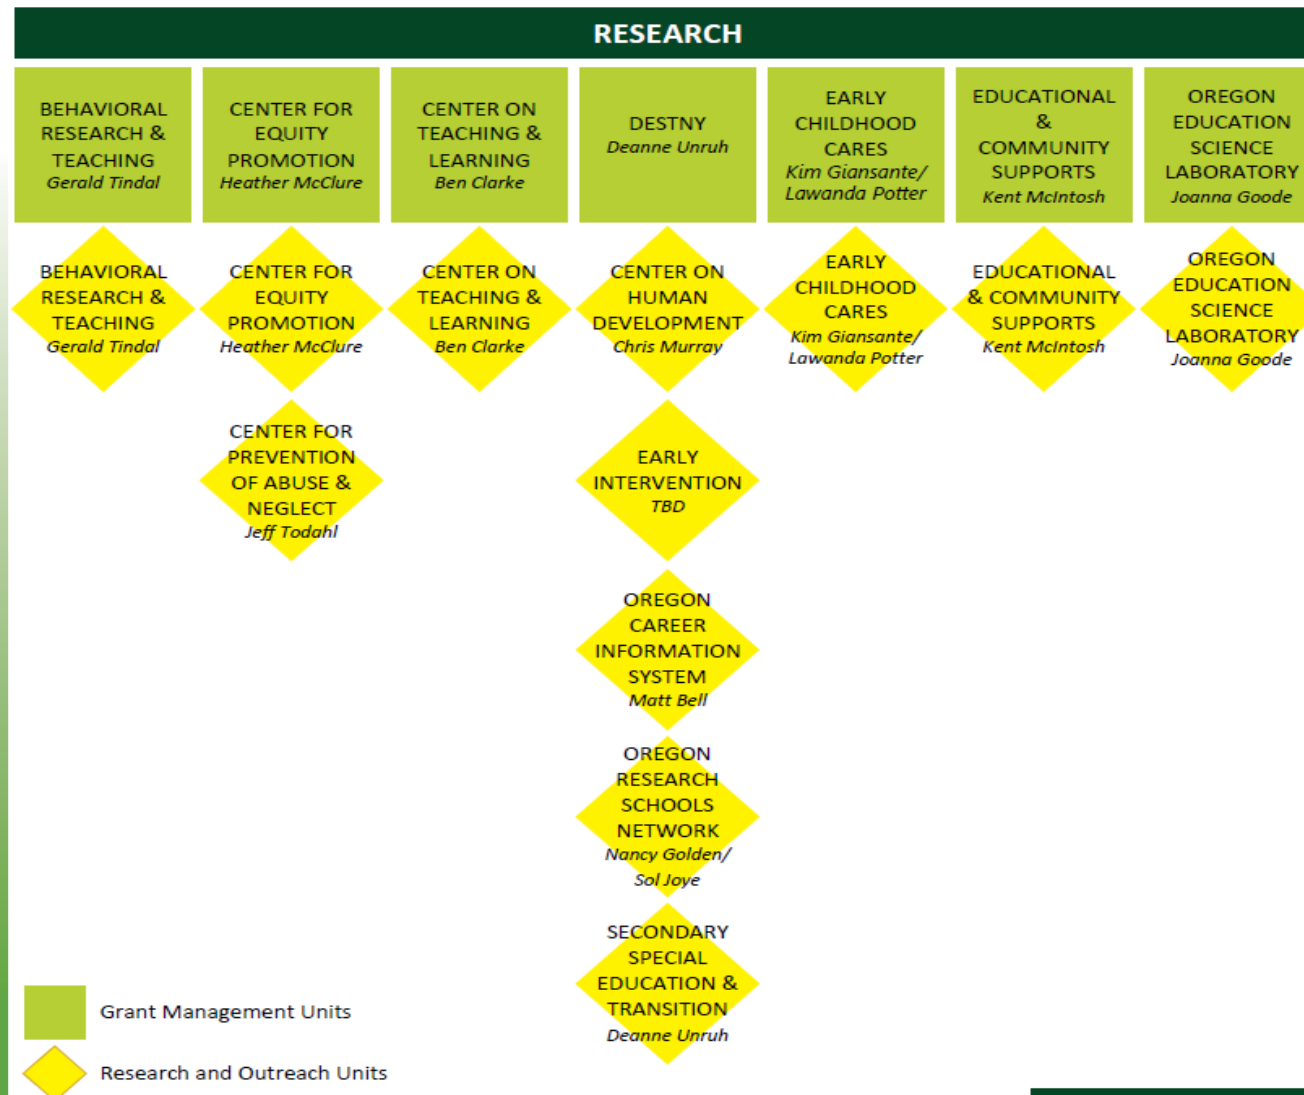 RESEARCH
BEHAVIORAL
RESEARCH &
TEACHING
Gerald Tindal
CENTER FOR
EQUITY
PROMOTION
Heather McClure
CENTER ON
TEACHING &
LEARNING
Ben Clarke
DESTNY
Deanne Unruh
EARLY
CHILDHOOD
CARES
Kim Giansante/
Lawanda Potter
EDUCATIONAL
&
COMMUNITY
SUPPORTS
Kent McIntosh
OREGON
EDUCATION
SCIENCE
LABORATORY
Joanna Goode
BEHAVIORAL
RESEARCH &
TEACHING
Gerald Tindal
CENTER FOR
EQUITY
PROMOTION
Heather McClure
CENTER ON
TEACHING &
LEARNING
Ben Clarke
CENTER ON
HUMAN
DEVELOPMENT
Chris Murray
EARLY
CHILDHOOD
CARES
Kim Giansante/
Lawanda Potter
EDUCATIONAL
& COMMUNITY
SUPPORTS
Kent McIntosh
OREGON
EDUCATION
SCIENCE
LABORATORY
Joanna Goode
CENTER FOR
PREVENTION
OF ABUSE &
NEGLECT
Jeff Todahl
EARLY
INTERVENTION
TBD
OREGON
CAREER
INFORMATION
SYSTEM
Matt Bell
OREGON
RESEARCH
SCHOOLS
NETWORK
Nancy Golden/
Sol Joye
SECONDARY
SPECIAL
EDUCATION &
TRANSITION
Deanne Unruh
Grant Management Units
Research and Outreach Units